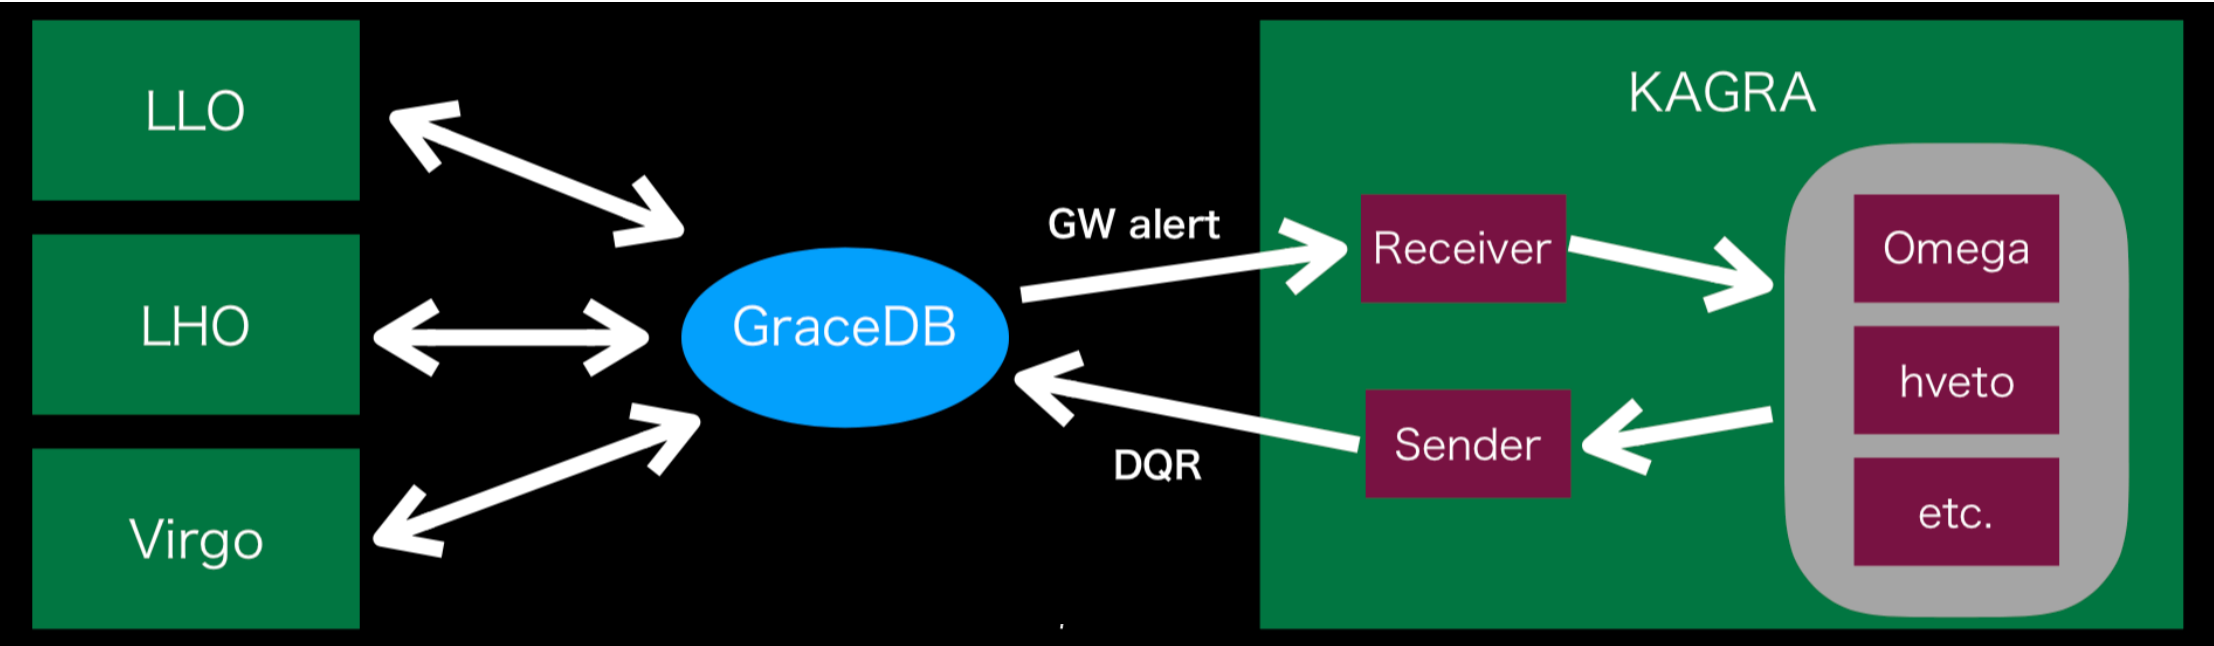 LLO
LHO
Virgo
GraceDB
GW alert
DQR
KAGRA
Receiver
Sender
Omega
hveto
etc.